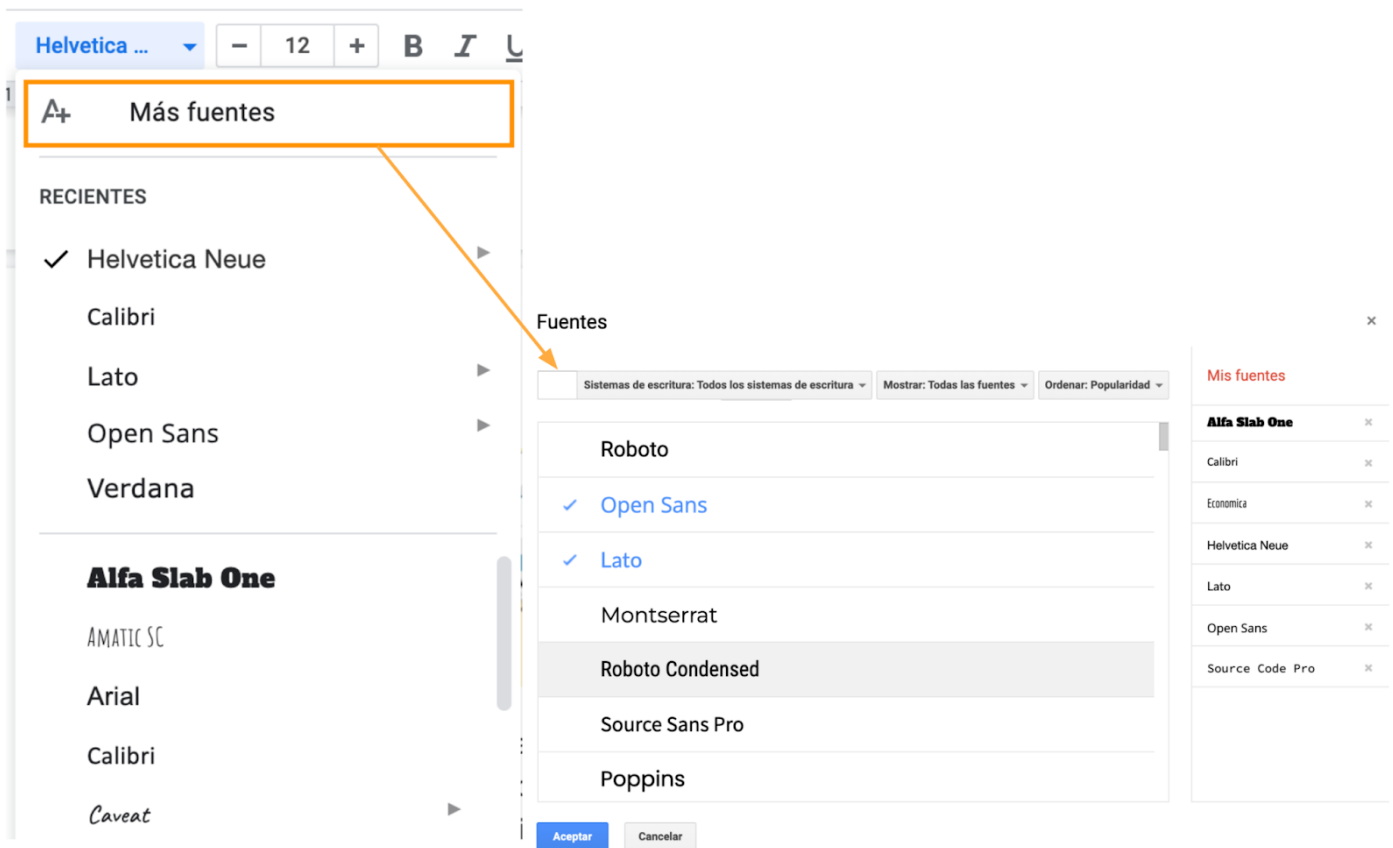 Helvetica ...
− 12 + B I U
1
Más fuentes
RECIENTES
Helvetica Neue
Calibri
Lato
Open Sans
Verdana
Alfa Slab One
Amatic SC
Arial
Calibri
Caveat
Fuentes
Sistemas de escritura: Todos los sistemas de escritura
Mostrar: Todas las fuentes
Ordenar: Popularidad
Roboto
Open Sans
Lato
Montserrat
Roboto Condensed
Source Sans Pro
Poppins
Mis fuentes
Alfa Slab One
Calibri
Economica
Helvetica Neue
Lato
Open Sans
Source Code Pro
Aceptar
Cancelar